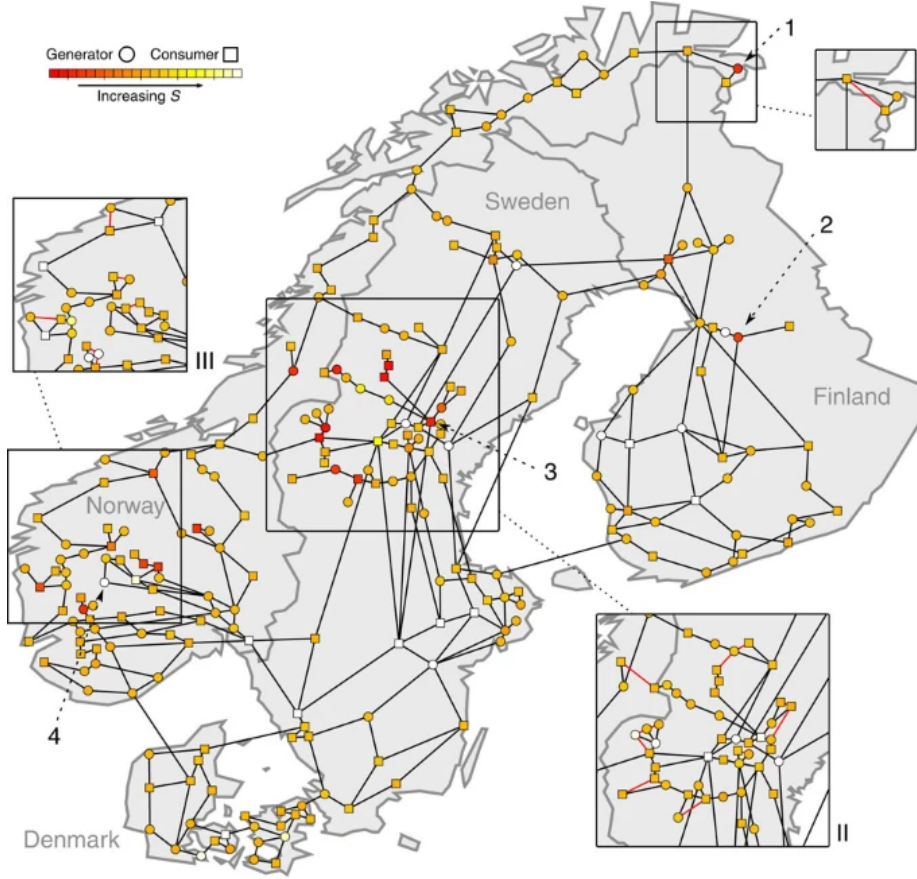 Generator Consumer
Increasing S
1
Sweden
2
III
Finland
3
Norway
4
Denmark
II